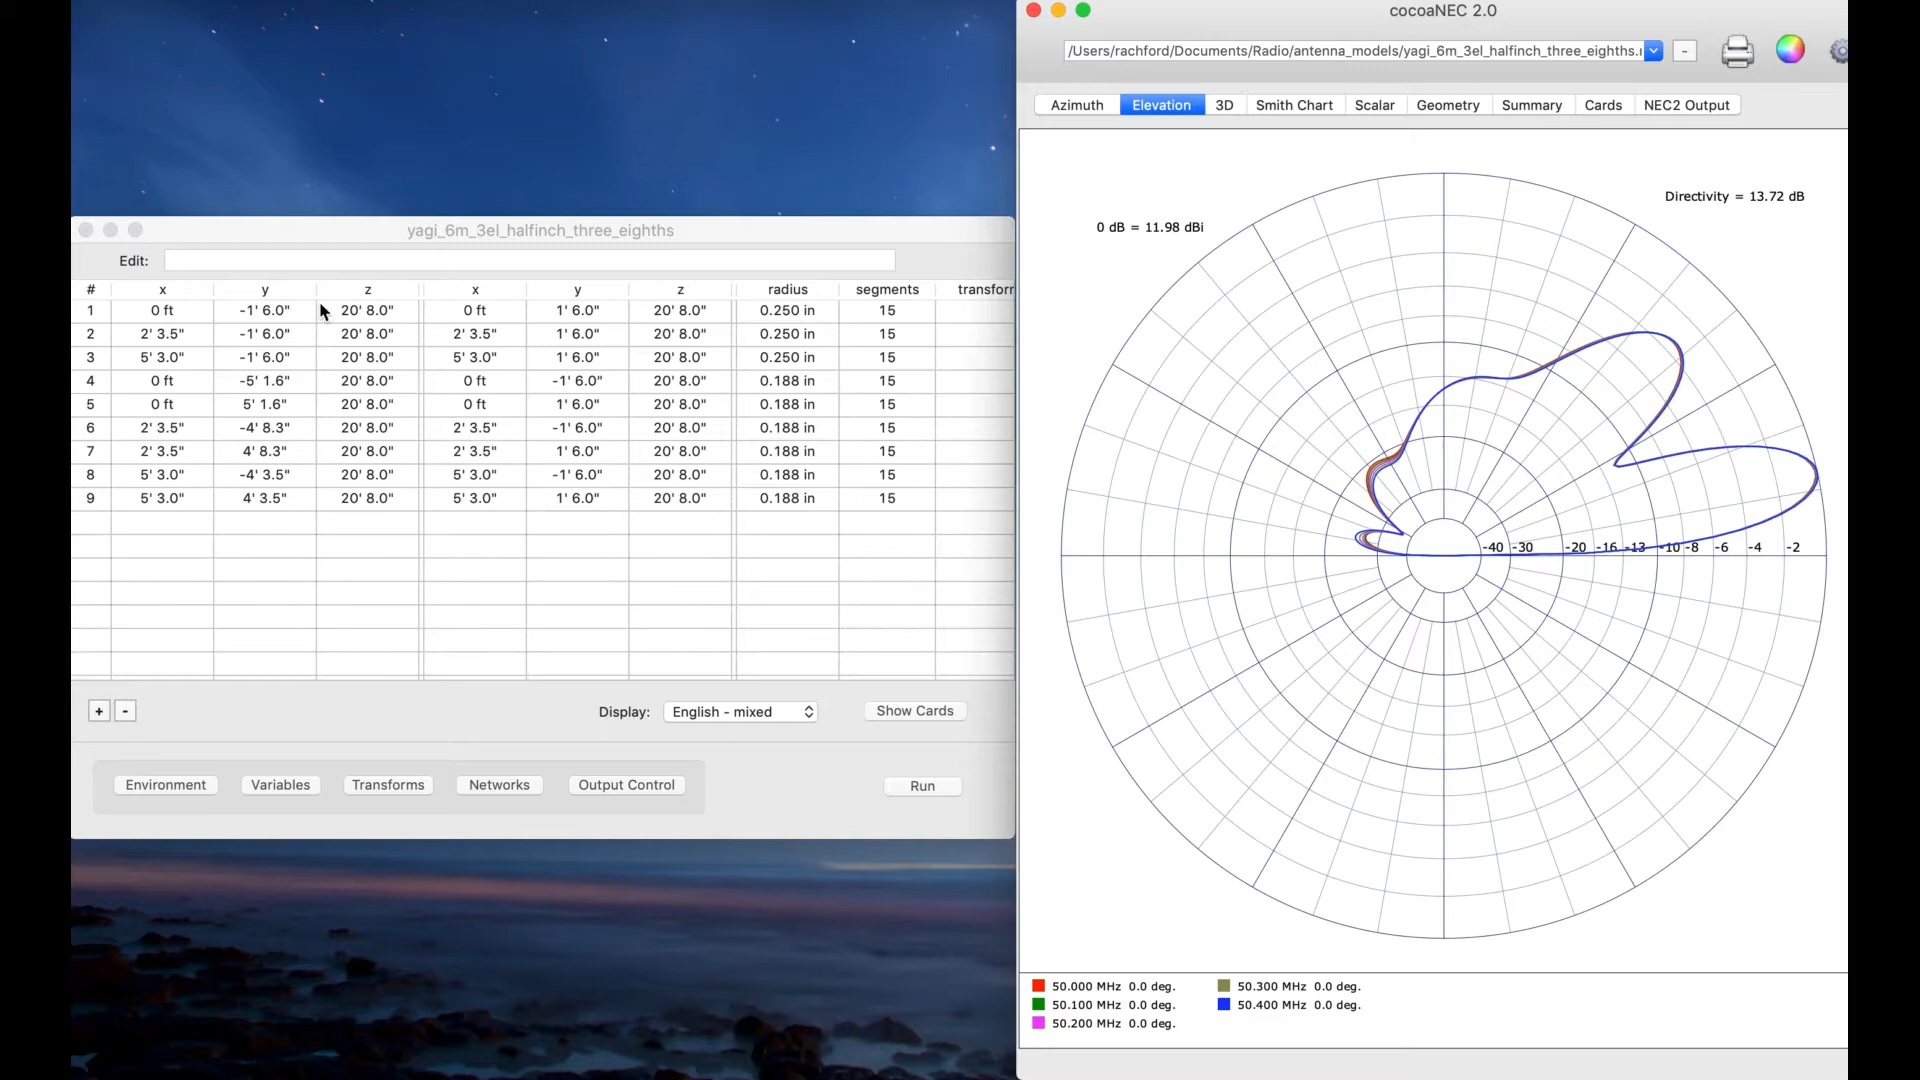 cocoaNEC 2.0
/Users/rachford/Documents/Radio/antenna_models/yagi_6m_3el_halfinch_three_eighths.
-
Azimuth Elevation 3D Smith Chart Scalar Geometry Summary Cards NEC2 Output
Directivity = 13.72 dB
0 dB = 11.98 dBi
-40 -30 -20 -16 -13 -10 -8 -6 -4 -2
50.000 MHz 0.0 deg. 50.300 MHz 0.0 deg.
50.100 MHz 0.0 deg. 50.400 MHz 0.0 deg.
50.200 MHz 0.0 deg.
yagi_6m_3el_halfinch_three_eighths
Edit:
# x y z x y z radius segments transfor
1 0 ft -1' 6.0" 20' 8.0" 0 ft 1' 6.0" 20' 8.0" 0.250 in 15
2 2' 3.5" -1' 6.0" 20' 8.0" 2' 3.5" 1' 6.0" 20' 8.0" 0.250 in 15
3 5' 3.0" -1' 6.0" 20' 8.0" 5' 3.0" 1' 6.0" 20' 8.0" 0.250 in 15
4 0 ft -5' 1.6" 20' 8.0" 0 ft -1' 6.0" 20' 8.0" 0.188 in 15
5 0 ft 5' 1.6" 20' 8.0" 0 ft 1' 6.0" 20' 8.0" 0.188 in 15
6 2' 3.5" -4' 8.3" 20' 8.0" 2' 3.5" -1' 6.0" 20' 8.0" 0.188 in 15
7 2' 3.5" 4' 8.3" 20' 8.0" 2' 3.5" 1' 6.0" 20' 8.0" 0.188 in 15
8 5' 3.0" -4' 3.5" 20' 8.0" 5' 3.0" -1' 6.0" 20' 8.0" 0.188 in 15
9 5' 3.0" 4' 3.5" 20' 8.0" 5' 3.0" 1' 6.0" 20' 8.0" 0.188 in 15
+ - Display: English - mixed Show Cards
Environment Variables Transforms Networks Output Control Run